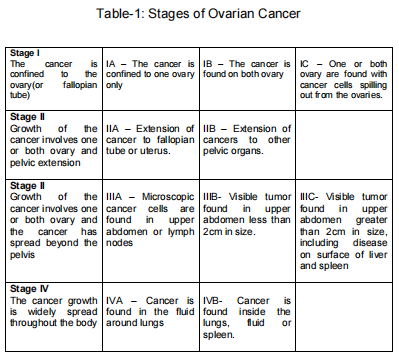 Table-1: Stages of Ovarian Cancer
Stage I
The cancer is
confined to the
ovary(or fallopian
tube)
IA – The cancer is
confined to one ovary
only
IB – The cancer is
found on both ovary
IC – One or both
ovary are found with
cancer cells spilling
out from the ovaries.
Stage II
Growth of the
cancer involves one
or both ovary and
pelvic extension
IIA – Extension of
cancer to fallopian
tube or uterus.
IIB – Extension of
cancers to other
pelvic organs.
Stage II
Growth of the
cancer involves one
or both ovary and
the cancer has
spread beyond the
pelvis
IIIA – Microscopic
cancer cells are
found in upper
abdomen or lymph
nodes
IIIB- Visible tumor
found in upper
abdomen less than
2cm in size.
IIIC- Visible tumor
found in upper
abdomen greater
than 2cm in size,
including disease
on surface of liver
and spleen
Stage IV
The cancer growth
is widely spread
throughout the body
IVA – Cancer is
found in the fluid
around lungs
IVB- Cancer is
found inside the
lungs, fluid or
spleen.